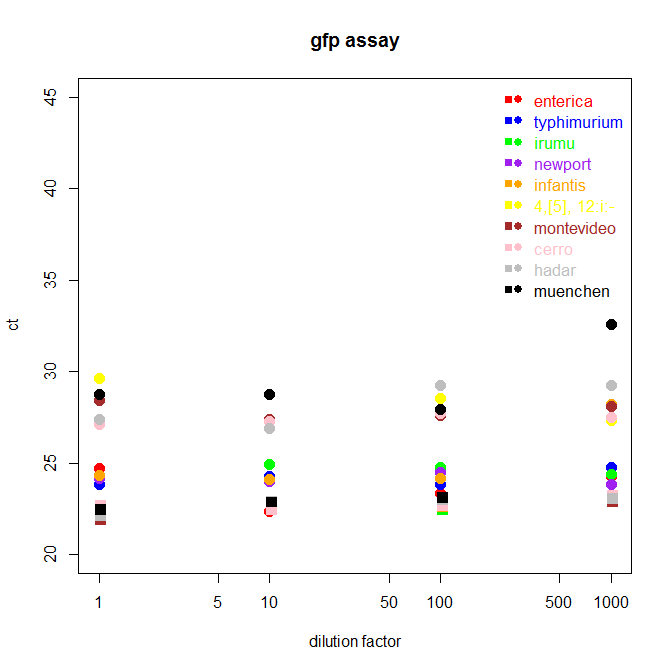 gfp assay
45
40
35
30
25
20
ct
enterica
typhimurium
irumu
newport
infantis
4,[5], 12:i:-
montevideo
cerro
hadar
muenchen
1 5 10 50 100 500 1000
dilution factor